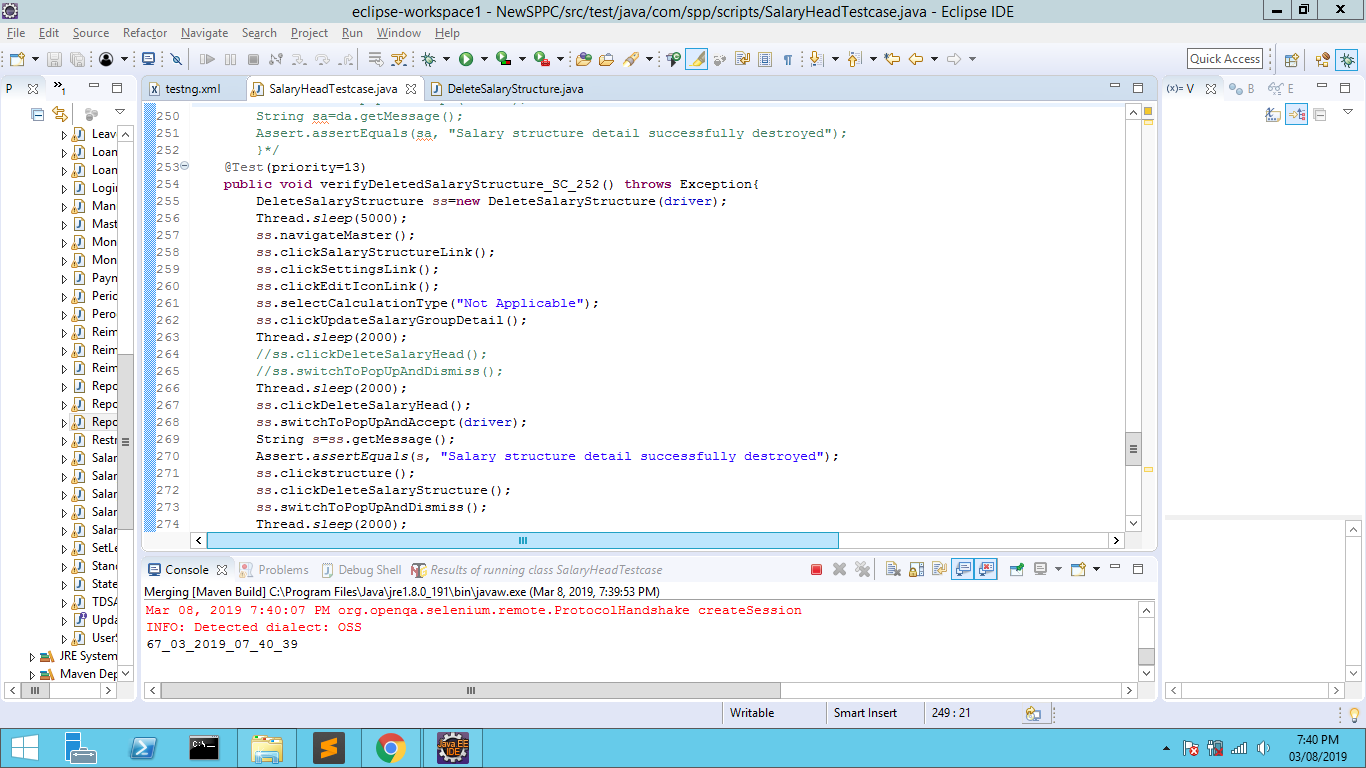 eclipse-workspace1 - NewSPPC/src/test/java/com/spp/scripts/SalaryHeadTestcase.java - Eclipse IDE
File Edit Source Refactor Navigate Search Project Run Window Help
Quick Access
P
1
testng.xml
SalaryHeadTestcase.java
DeleteSalaryStructure.java
(x)= V
B
E
Leav
Loan
Loan
Logi
Man
Mast
Mon
Mon
Payn
Peric
Pero
Reim
Reim
Reim
Repo
Repo
Repo
Restr
Salar
Salar
Salar
Salar
Salar
SetLe
Stand
State
TDSA
Upda
UserS
JRE System
Maven Dep
250 String sa=da.getMessage();
251 Assert.assertEquals(sa, "Salary structure detail successfully destroyed");
252 }*/
253 @Test(priority=13)
254 public void verifyDeletedSalaryStructure_SC_252() throws Exception{
255 DeleteSalaryStructure ss=new DeleteSalaryStructure(driver);
256 Thread.sleep(5000);
257 ss.navigateMaster();
258 ss.clickSalaryStructureLink();
259 ss.clickSettingsLink();
260 ss.clickEditIconLink();
261 ss.selectCalculationType("Not Applicable");
262 ss.clickUpdateSalaryGroupDetail();
263 Thread.sleep(2000);
264 //ss.clickDeleteSalaryHead();
265 //ss.switchToPopUpAndDismiss();
266 Thread.sleep(2000);
267 ss.clickDeleteSalaryHead();
268 ss.switchToPopUpAndAccept(driver);
269 String s=ss.getMessage();
270 Assert.assertEquals(s, "Salary structure detail successfully destroyed");
271 ss.clickstructure();
272 ss.clickDeleteSalaryStructure();
273 ss.switchToPopUpAndDismiss();
274 Thread.sleep(2000);
Console Problems Debug Shell Results of running class SalaryHeadTestcase
Merging [Maven Build] C:\Program Files\Java\jre1.8.0_191\bin\javaw.exe (Mar 8, 2019, 7:39:53 PM)
Mar 08, 2019 7:40:07 PM org.openqa.selenium.remote.ProtocolHandshake createSession
INFO: Detected dialect: OSS
67_03_2019_07_40_39
Writable Smart Insert 249 : 21
Java EE
IDE
7:40 PM
03/08/2019